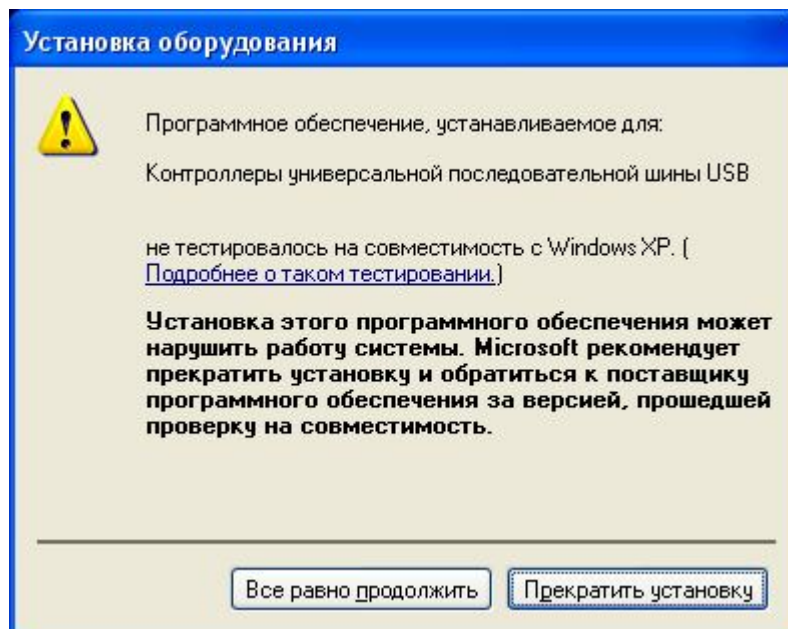 Установка оборудования
Программное обеспечение, устанавливаемое для:
Контроллеры универсальной последовательной шины USB
не тестировалось на совместимость с Windows XP. (
Подробнее о таком тестировании.)
Установка этого программного обеспечения может
нарушить работу системы. Microsoft рекомендует
прекратить установку и обратиться к поставщику
программного обеспечения за версией, прошедшей
проверку на совместимость.
Все равно продолжить
Прекратить установку